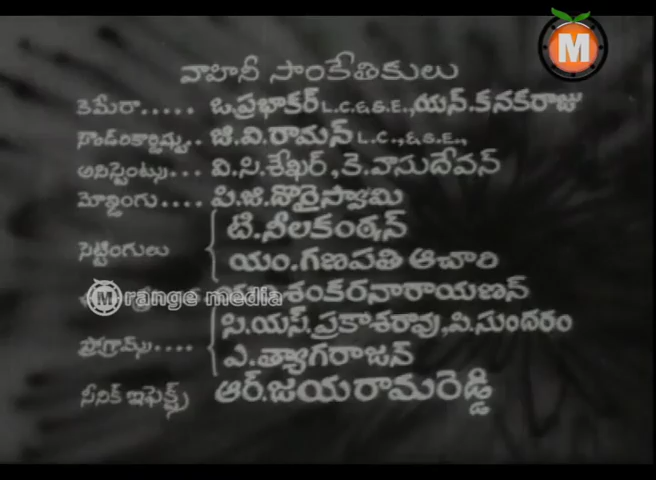 M
వాహినీ సాంకేతికులు
కెమేరా..... ఒ.ప్రభాకర్ L.C.E,&S.E., యన్.కనకరాజు
సౌండురికార్డిష్టు.. జి.వి.రామన్ L.C.,E,&S.E.,
అసిస్టెంట్సు... వి.సి.శేఖర్,కె.వాసుదేవన్
మోల్డింగు.... పి.జి.దొరైస్వామి
సెట్టింగులు టి.నీలకంఠన్
యం.గణపతి ఆచారి
Orange media శంకరనారాయణన్
సి.యస్.ప్రకాశరావు,పి.సుందరం
ప్రోగ్రామ్సు.... ఎ.త్యాగరాజన్
సీనిక్ ఇఫెక్ట్స్ ఆర్.జయరామరెడ్డి